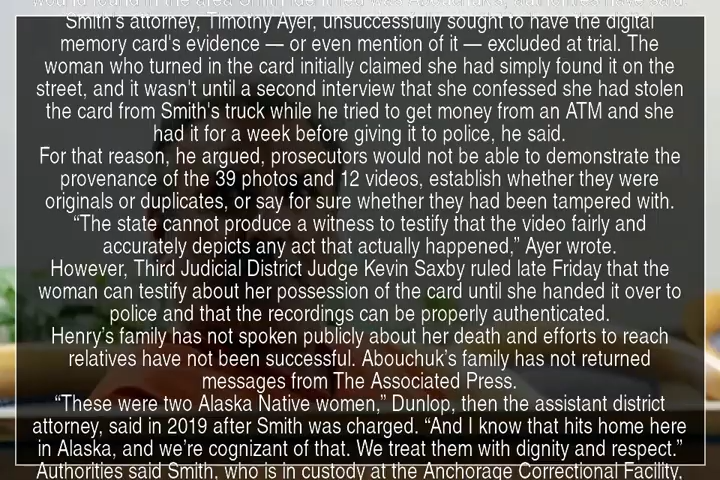 Smith's attorney, Timothy Ayer, unsuccessfully sought to have the digital
memory card's evidence — or even mention of it — excluded at trial. The
woman who turned in the card initially claimed she had simply found it on the
street, and it wasn't until a second interview that she confessed she had stolen
the card from Smith's truck while he tried to get money from an ATM and she
had it for a week before giving it to police, he said.
For that reason, he argued, prosecutors would not be able to demonstrate the
provenance of the 39 photos and 12 videos, establish whether they were
originals or duplicates, or say for sure whether they had been tampered with.
“The state cannot produce a witness to testify that the video fairly and
accurately depicts any act that actually happened,” Ayer wrote.
However, Third Judicial District Judge Kevin Saxby ruled late Friday that the
woman can testify about her possession of the card until she handed it over to
police and that the recordings can be properly authenticated.
Henry’s family has not spoken publicly about her death and efforts to reach
relatives have not been successful. Abouchuk’s family has not returned
messages from The Associated Press.
“These were two Alaska Native women,” Dunlop, then the assistant district
attorney, said in 2019 after Smith was charged. “And I know that hits home here
in Alaska, and we’re cognizant of that. We treat them with dignity and respect.”
Authorities said Smith, who is in custody at the Anchorage Correctional Facility,